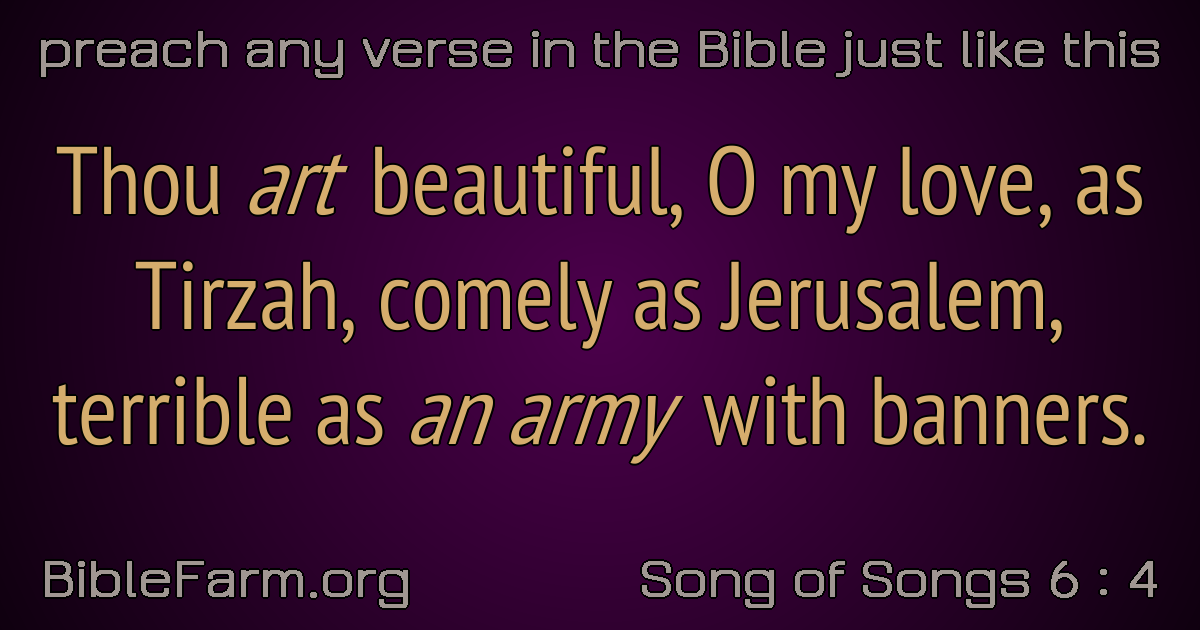 preach any verse in the Bible just like this
Thou art beautiful, O my love, as
Tirzah, comely as Jerusalem,
terrible as an army with banners.
BibleFarm.org
Song of Songs 6 : 4